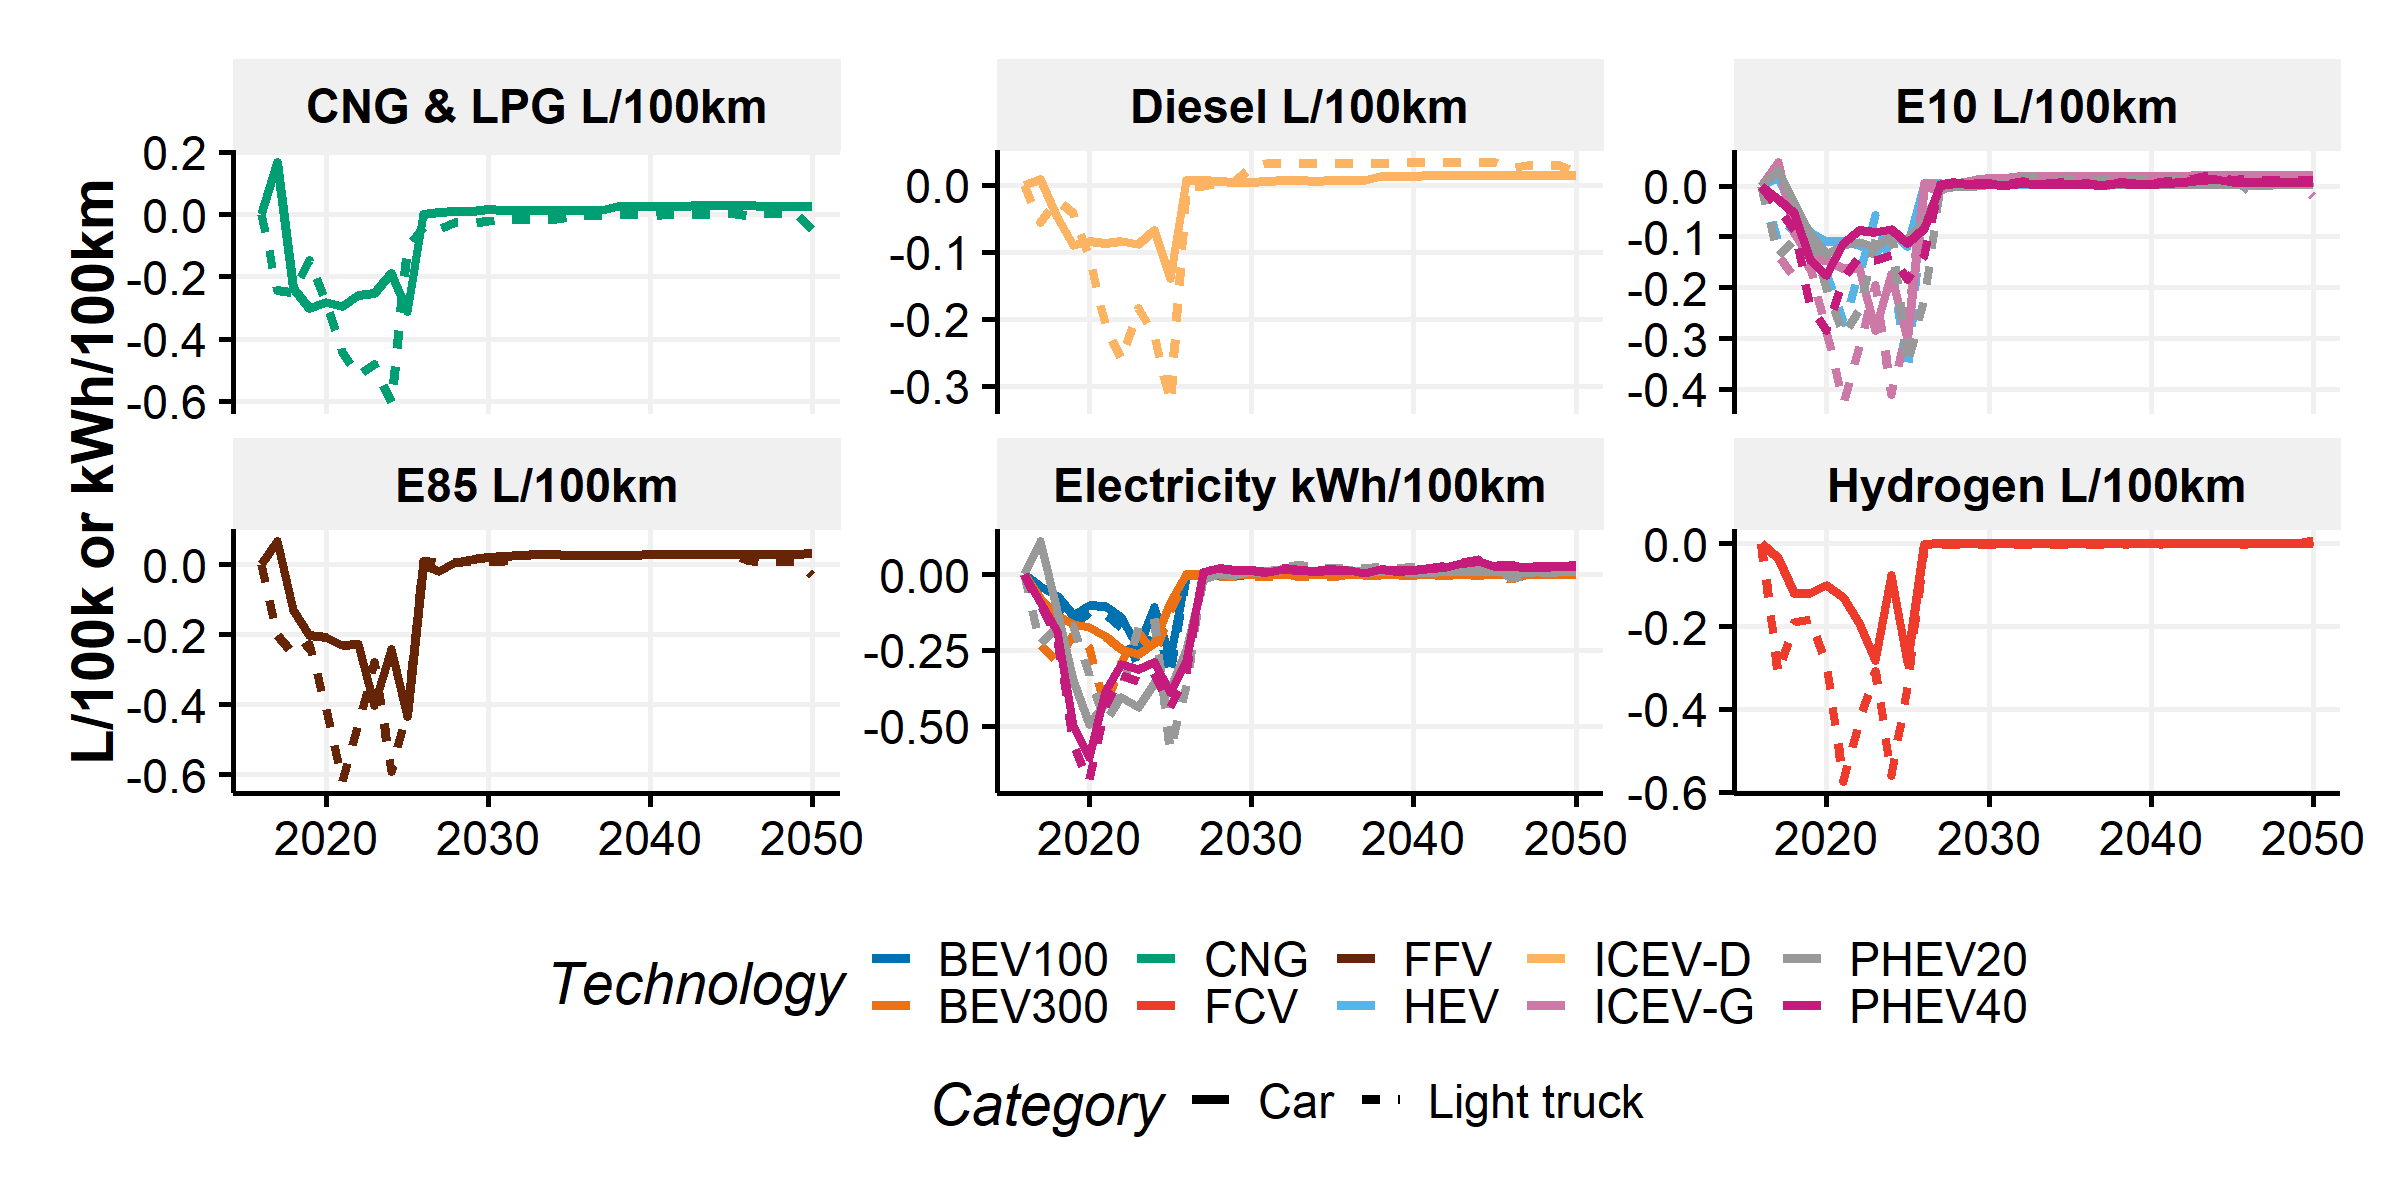 CNG & LPG L/100km
Diesel L/100km
E10 L/100km
0.2
0.0
-0.2
-0.4
-0.6
0.0
-0.1
-0.2
-0.3
0.0
-0.1
-0.2
-0.3
-0.4
L/100k or kWh/100km
E85 L/100km
Electricity kWh/100km
Hydrogen L/100km
0.0
-0.2
-0.4
-0.6
0.00
-0.25
-0.50
0.0
-0.2
-0.4
-0.6
2020 2030 2040 2050
2020 2030 2040 2050
2020 2030 2040 2050
Technology
BEV100 CNG FFV ICEV-D PHEV20
BEV300 FCV HEV ICEV-G PHEV40
Category Car Light truck